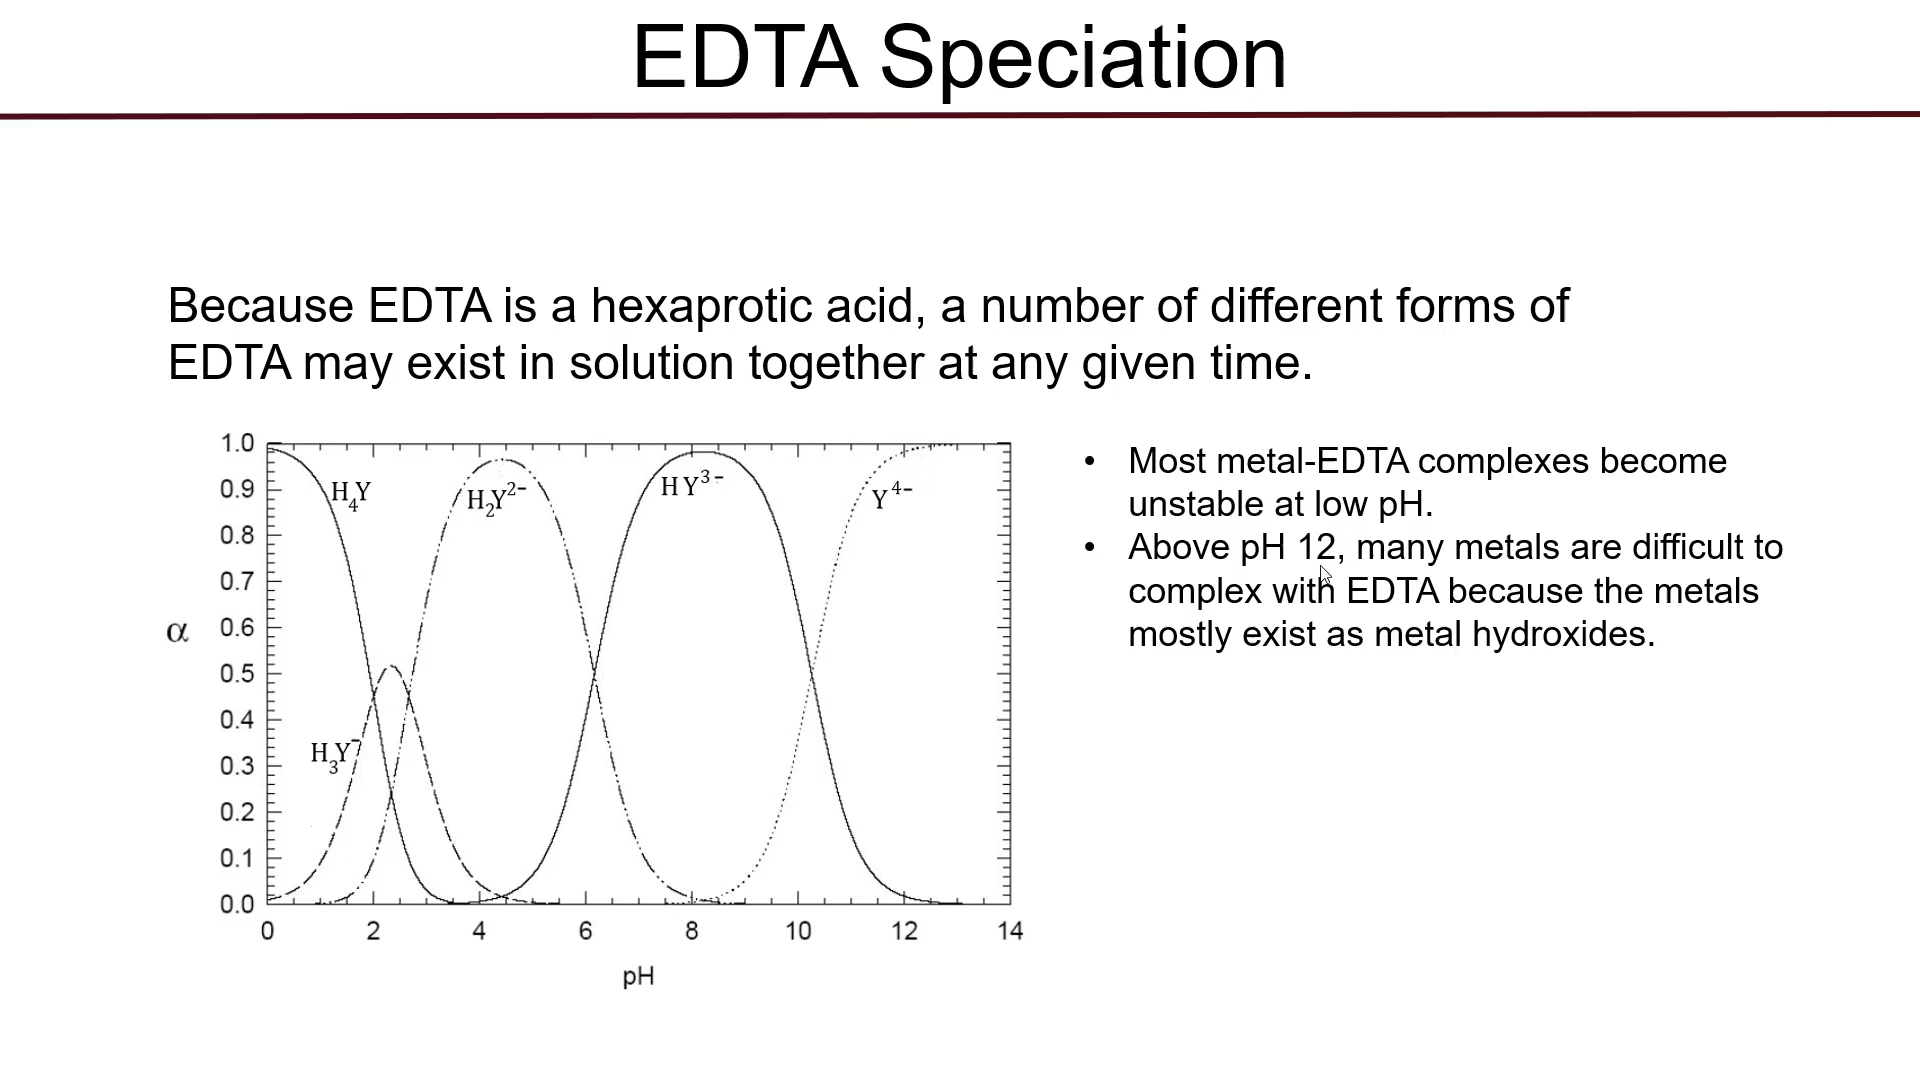 EDTA Speciation
Because EDTA is a hexaprotic acid, a number of different forms of
EDTA may exist in solution together at any given time.
1.0
0.9
0.8
0.7
0.6
0.5
0.4
0.3
0.2
0.1
0.0
α
H₄Y
H₃Y⁻
H₂Y²⁻
HY³⁻
Y⁴⁻
0 2 4 6 8 10 12 14
pH
• Most metal-EDTA complexes become
unstable at low pH.
• Above pH 12, many metals are difficult to
complex with EDTA because the metals
mostly exist as metal hydroxides.